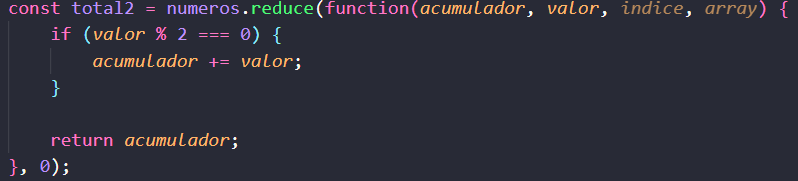 const total2 = numeros.reduce(function(acumulador, valor, indice, array) {
    if (valor % 2 === 0) {
        acumulador += valor;
    }
    return acumulador;
}, 0);